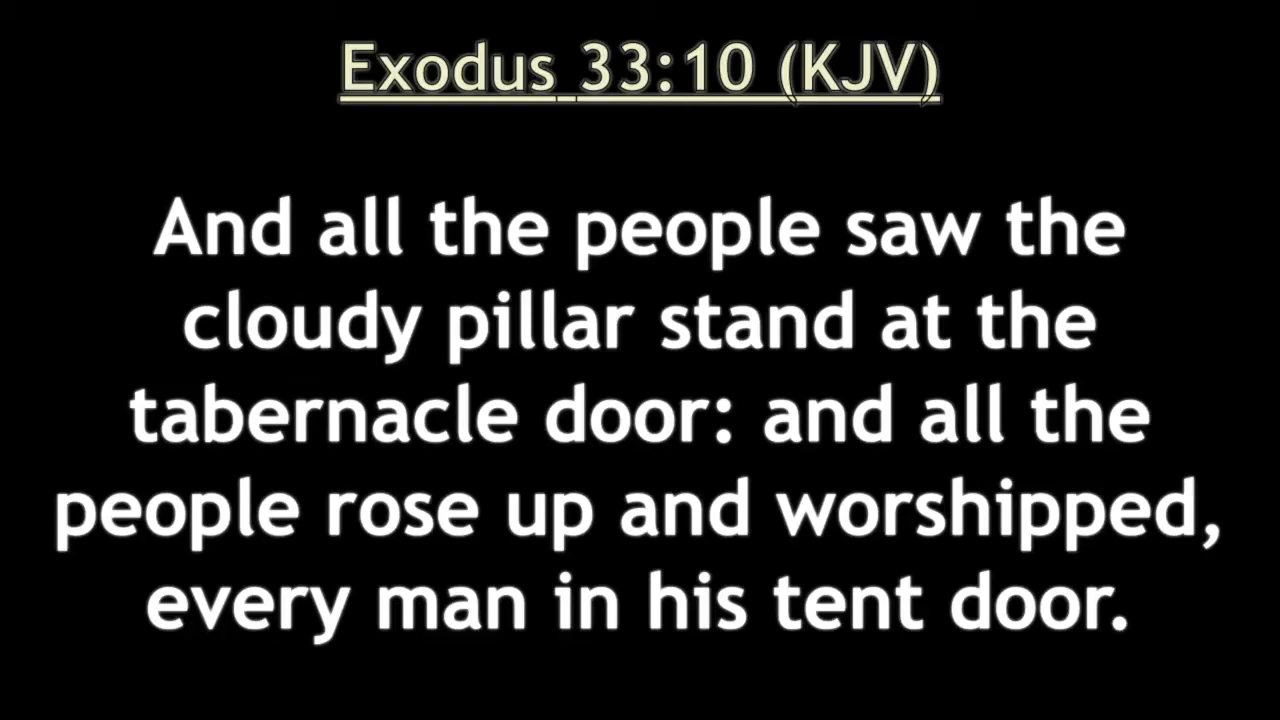 Exodus 33:10 (KJV)
And all the people saw the
cloudy pillar stand at the
tabernacle door: and all the
people rose up and worshipped,
every man in his tent door.